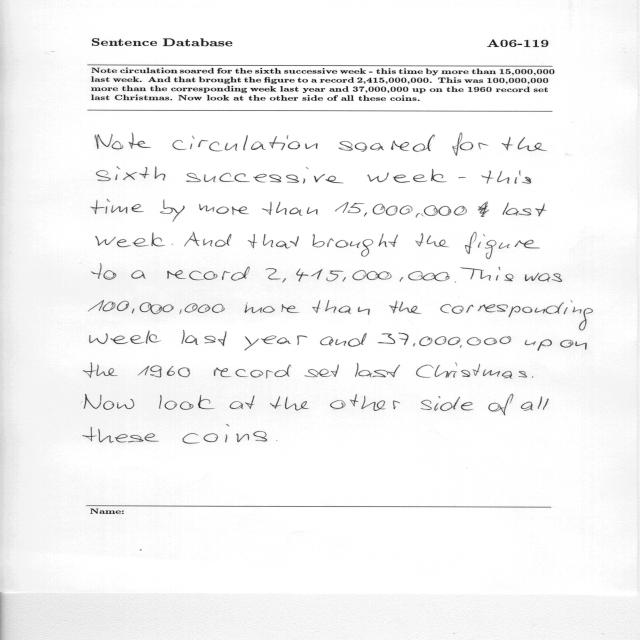 Sentence Database A06-119
Note circulation soared for the sixth successive week - this time by more than 15,000,000
last week. And that brought the figure to a record 2,415,000,000. This was 100,000,000
more than the corresponding week last year and 37,000,000 up on the 1960 record set
last Christmas. Now look at the other side of all these coins.
Note circulation soared for the
sixth successive week - this
time by more than 15,000,000 last
week. And that brought the figure
to a record 2,415,000,000. This was
100,000,000 more than the corresponding
week last year and 37,000,000 up on
the 1960 record set last Christmas.
Now look at the other side of all
these coins.
Name: